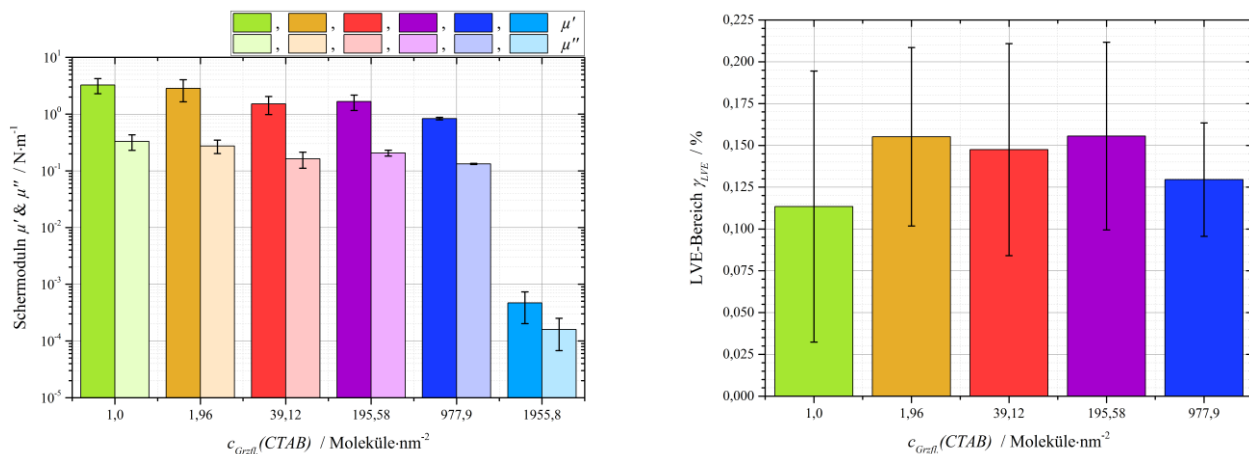 , , , , , μ'
, , , , , μ''
Schermoduln μ' & μ'' / N·m⁻¹
10¹
10⁰
10⁻¹
10⁻²
10⁻³
10⁻⁴
10⁻⁵
1,0 1,96 39,12 195,58 977,9 1955,8
c_Grzfl.(CTAB) / Moleküle·nm⁻²
LVE-Bereich γ_LVE / %
0,225
0,200
0,175
0,150
0,125
0,100
0,075
0,050
0,025
0,000
1,0 1,96 39,12 195,58 977,9
c_Grzfl.(CTAB) / Moleküle·nm⁻²